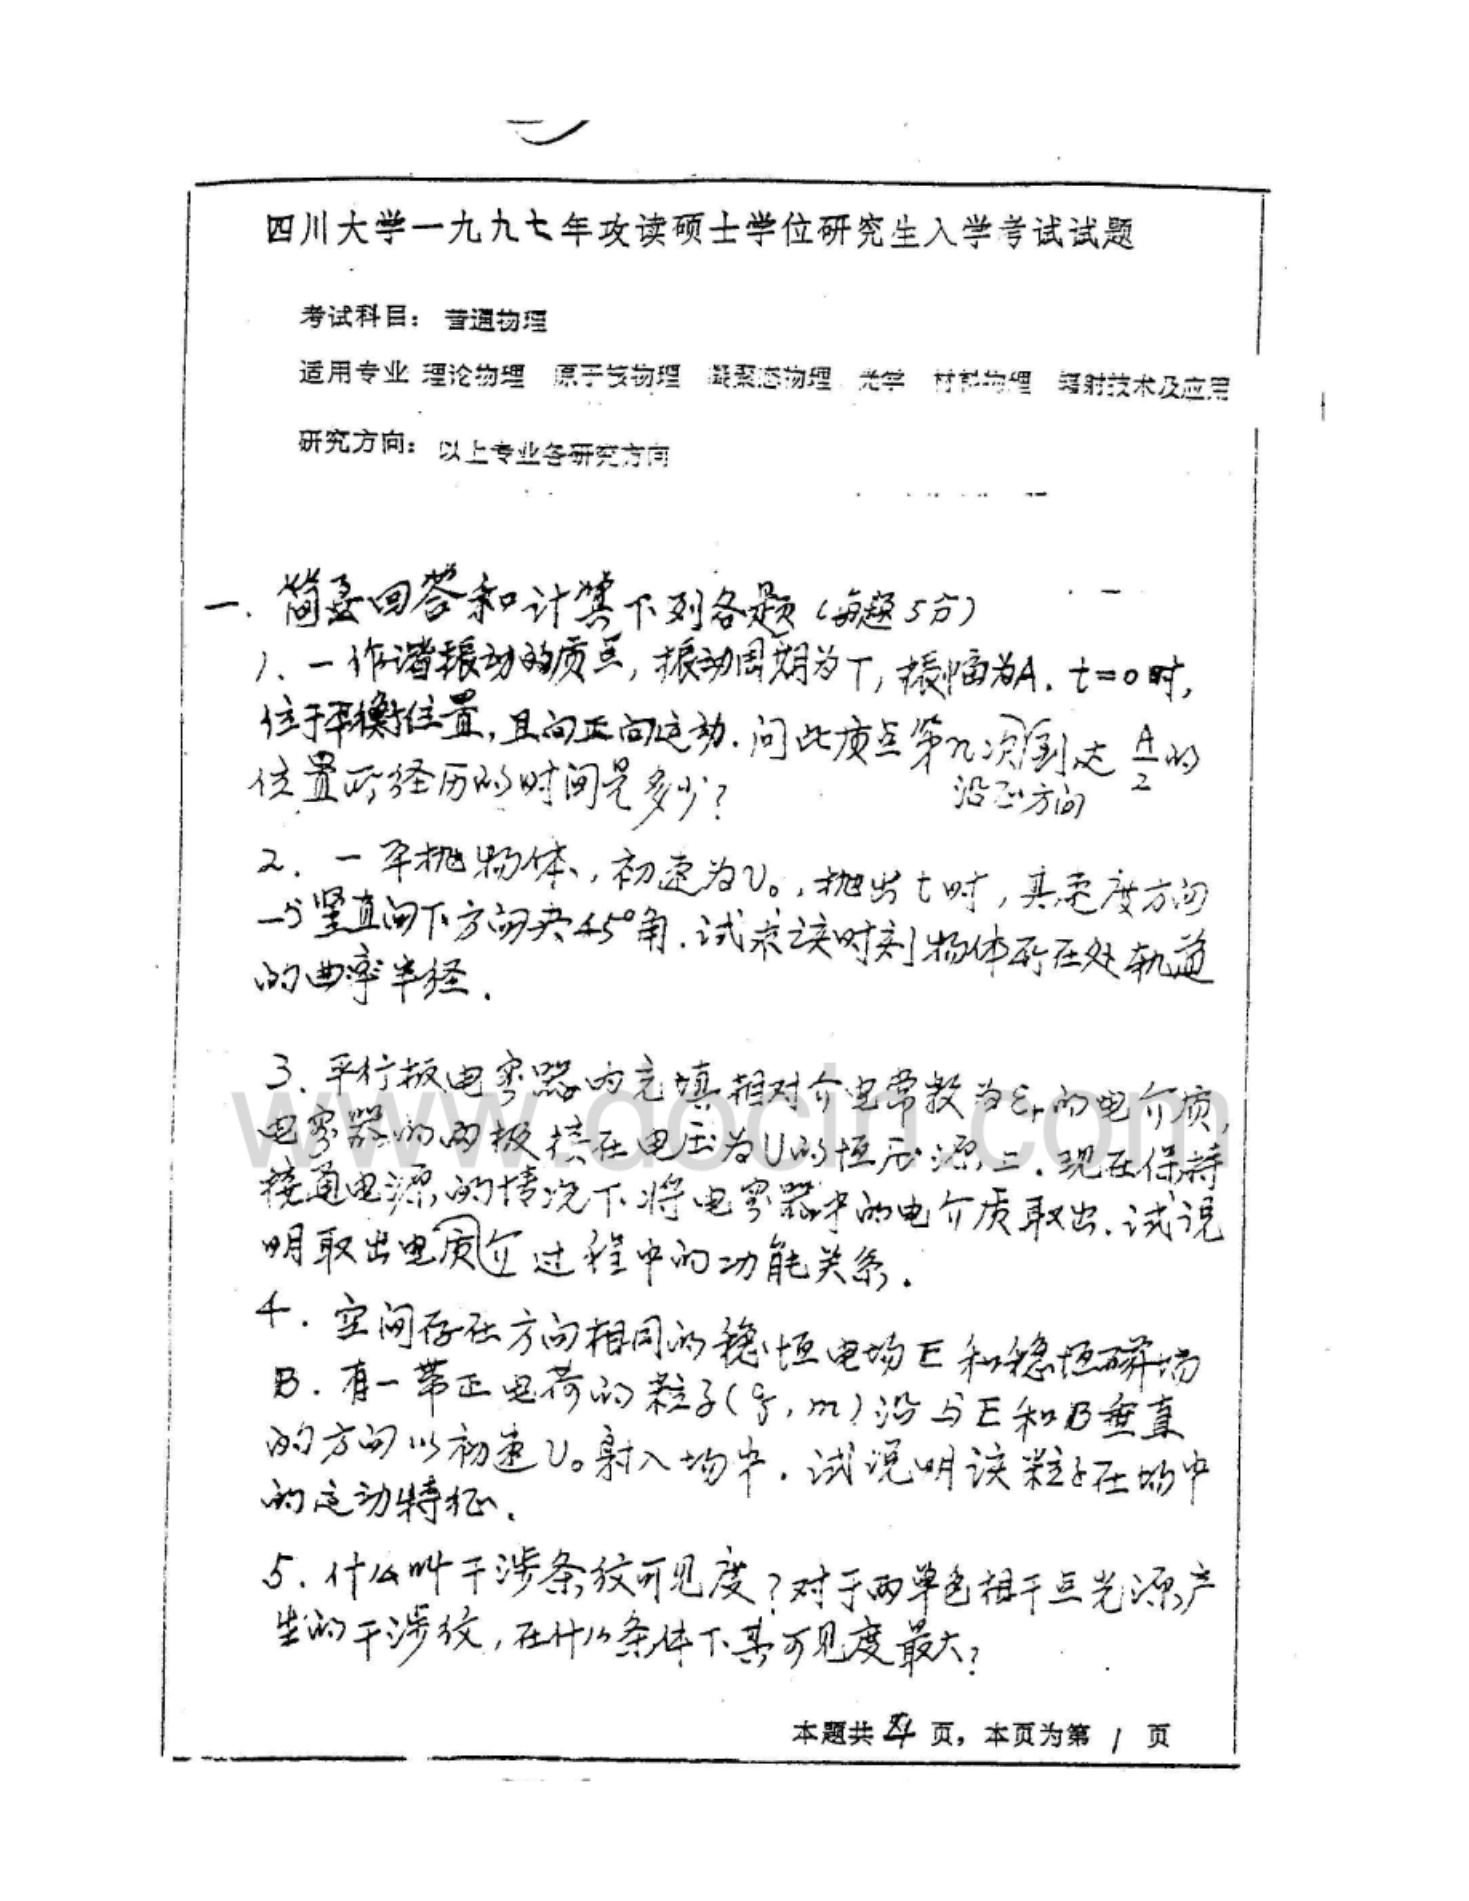 四川大学一九九七年攻读硕士学位研究生入学考试试题
考试科目： 普通物理
适用专业 理论物理 原子核物理 凝聚态物理 光学 材料物理 辐射技术及应用
研究方向： 以上专业各研究方向
一、简要回答和计算下列各题（每题5分）
1、一作谐振动的质点，振动周期为T，振幅为A．t=0时，
位于平衡位置，且向正向运动．问此质点第n次到达A/2的
沿正方向
位置所经历的时间是多少？
2．一平抛物体，初速为v₀，抛出t时，其速度方向
与竖直向下方向夹45°角．试求该时刻物体所在处轨道
的曲率半径．
3．平行板电容器内充填相对介电常数为εr的电介质，
电容器的两板接在电压为U的恒压源上．现在保持
接通电源的情况下将电容器中的电介质取出．试说
明取出电质介过程中的功能关系．
4．空间存在方向相同的稳恒电场E和稳恒磁场
B．有一带正电荷的粒子(q，m)沿与E和B垂直
的方向以初速v₀射入场中．试说明该粒子在场中
的运动特征．
5．什么叫干涉条纹可见度？对于两单色相干点光源产
生的干涉纹，在什么条件下其可见度最大？
本题共4页，本页为第1页
www.docin.com